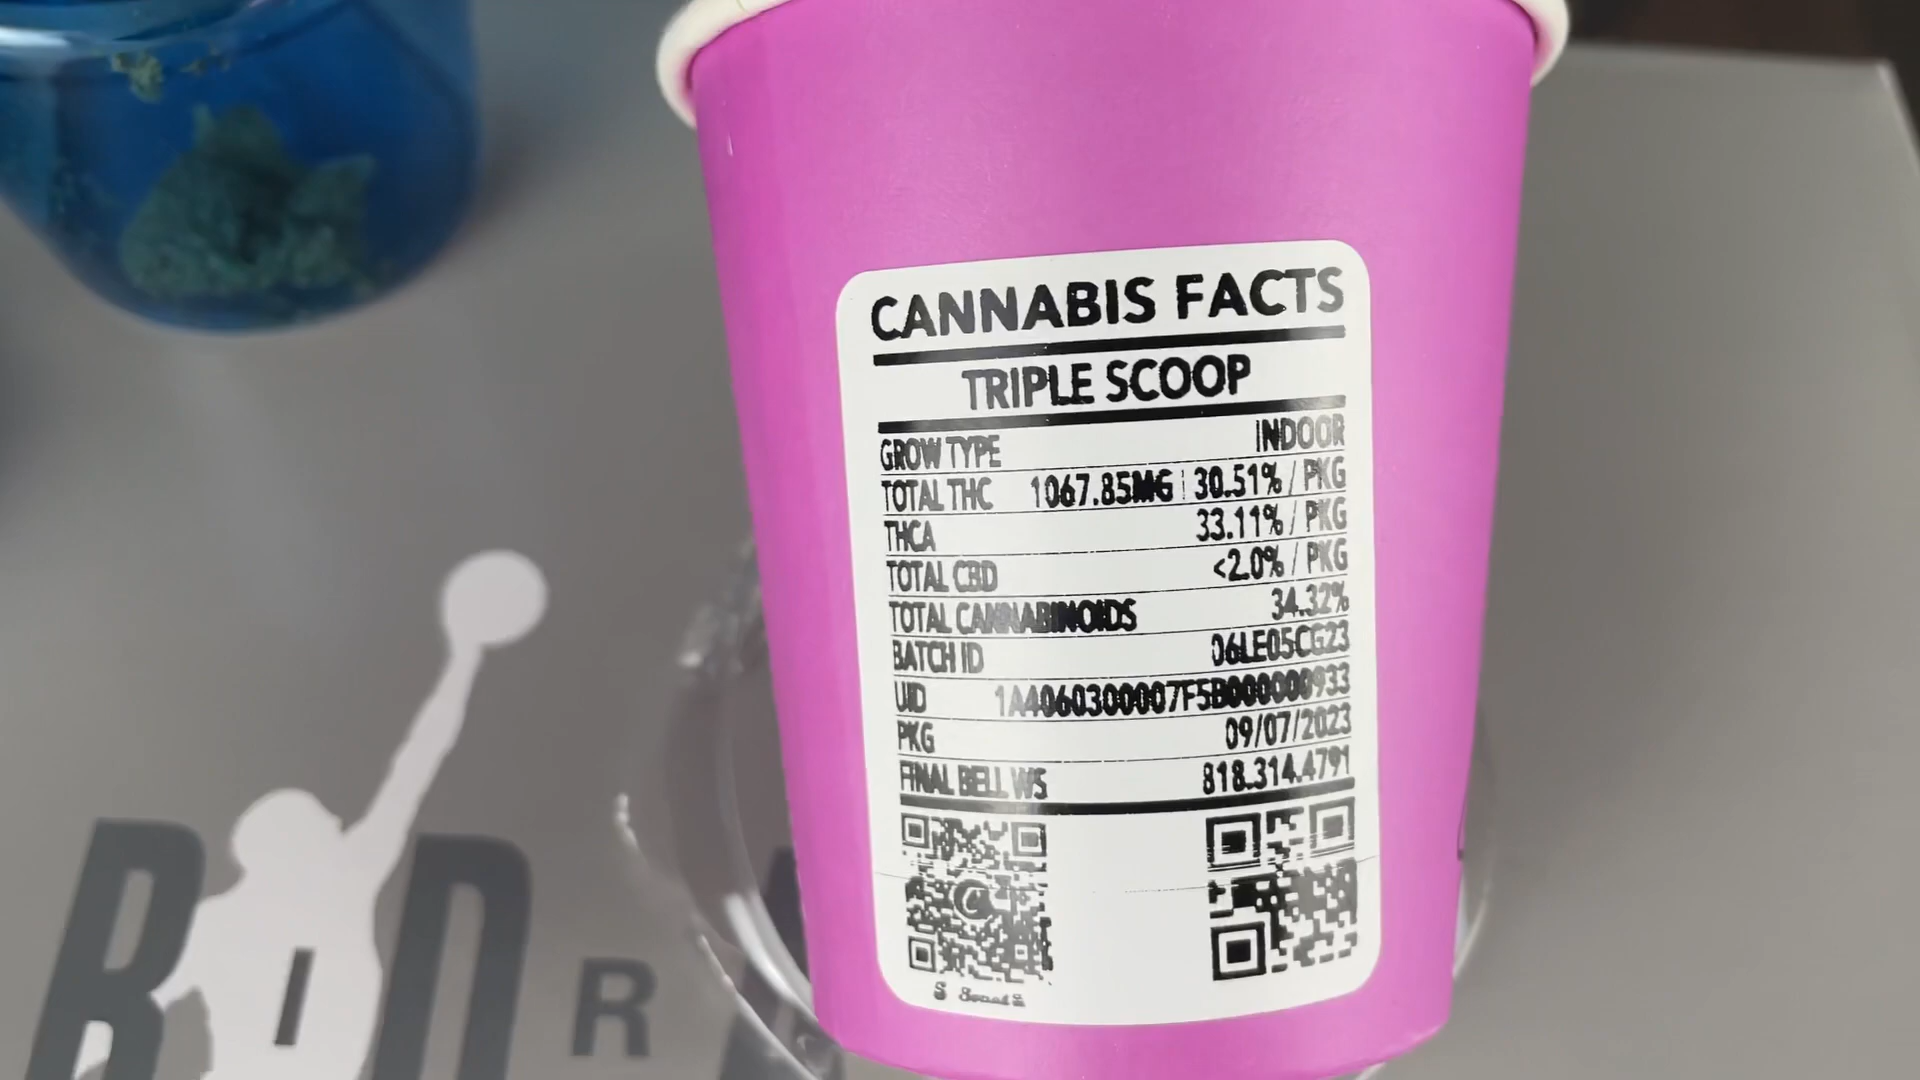 CANNABIS FACTS
TRIPLE SCOOP
GROW TYPE INDOOR
TOTAL THC 1067.85MG | 30.51% / PKG
THCA 33.11% / PKG
TOTAL CBD <2.0% / PKG
TOTAL CANNABINOIDS 34.32%
BATCH ID 06LE05CG23
UID 1A4060300007F5B000000933
PKG 09/07/2023
FINAL BELL WS 818.314.4791
R